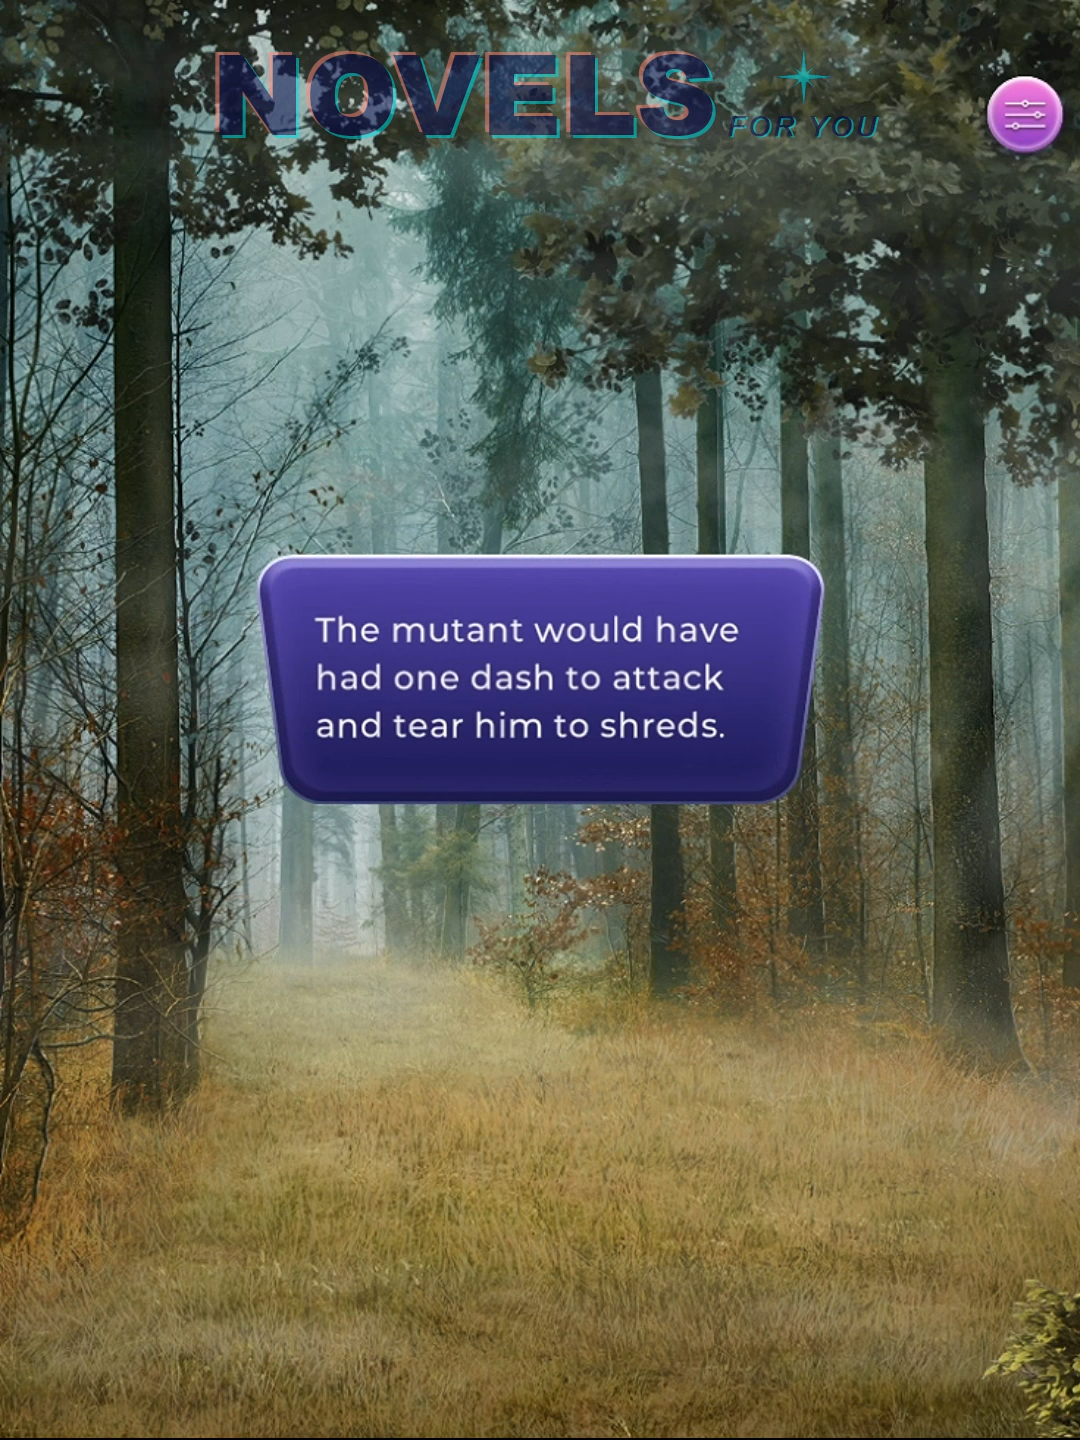 NOVELS
FOR YOU
The mutant would have
had one dash to attack
and tear him to shreds.